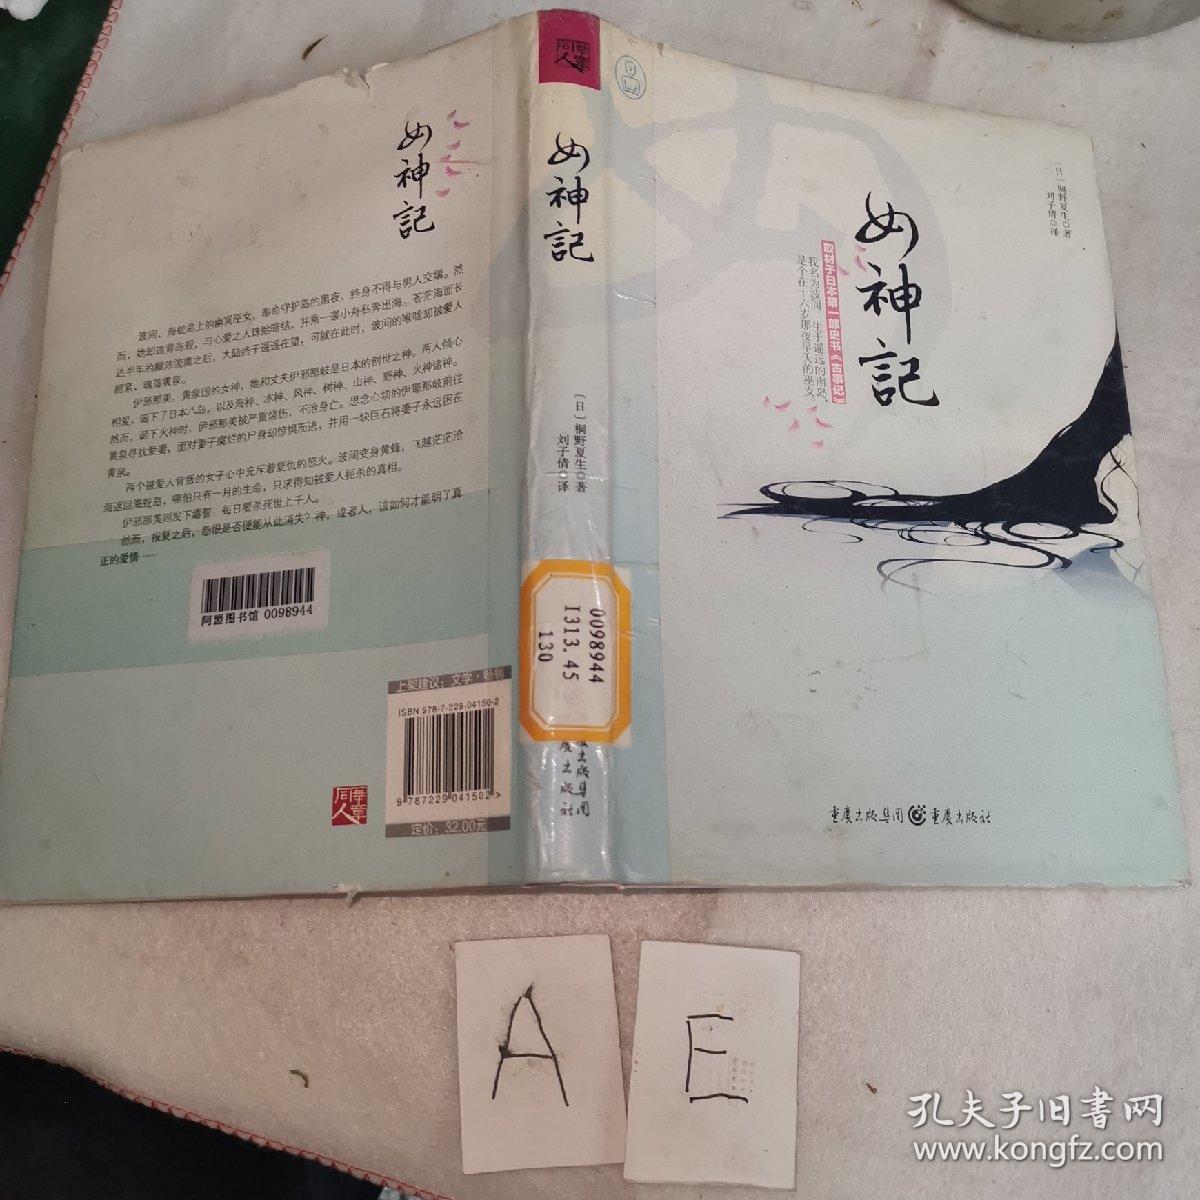 女神記
波间，海蛇岛上的幽冥巫女，奉命守护岛的黑夜，终身不得与男人交媾。然
而，她却违背岛规，与心爱之人珠胎暗结，并乘一袭小舟私奔出海。苍茫海面长
达半年的颠沛流离之后，大陆终于遥遥在望，可就在此时，波间的喉咙却被爱人
扼紧，魂落黄泉。
伊邪那美，黄泉国的女神，她和丈夫伊邪那岐是日本的创世之神。两人倾心
相爱，诞下了日本八岛，以及海神、水神、风神、树神、山神、野神、火神诸神。
然而，诞下火神时，伊邪那美被严重烧伤，不治身亡。思念心切的伊耶那岐前往
黄泉寻找爱妻，面对妻子腐烂的尸身却惊惧而逃，并用一块巨石将妻子永远困在
黄泉。
两个被爱人背叛的女子心中充斥着复仇的怒火。波间变身黄蜂，飞越茫茫沧
海返回海蛇岛，哪怕只有一月的生命，只求得知被爱人扼杀的真相。
伊邪那美则发下毒誓，每日要杀死世上千人。
然而，报复之后，怨恨是否便能从此消失？神，或者人，该如何才能明了真
正的爱情……
阿盟图书馆 0098944
上架建议：文学·畅销
ISBN 978-7-229-04150-2
9 787229 041502 >
定价：32.00元
華章
同人
華章
同人
女神記
〔日〕桐野夏生 著
刘子倩 译
0098944
I313.45
130
版出版集团
庆出版社
〔日〕桐野夏生 著
刘子倩 译
女神記
取材于日本第一部史书《古事记》
我名为波间。生于遥远的南岛，
是个在十六岁那夜早夭的巫女。
重庆出版集团 重庆出版社
A
E
孔夫子旧书网
www.kongfz.com